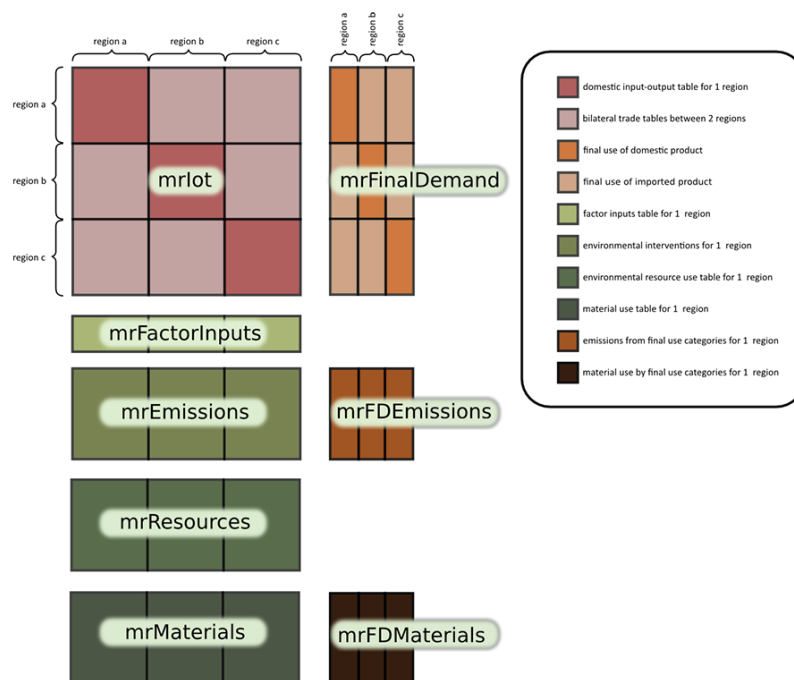 region a
region b
region c
region a
region b
region c
region a
region b
region c
mrIot
mrFinalDemand
mrFactorInputs
mrEmissions
mrFDEmissions
mrResources
mrMaterials
mrFDMaterials
domestic input-output table for 1 region
bilateral trade tables between 2 regions
final use of domestic product
final use of imported product
factor inputs table for 1 region
environmental interventions for 1 region
environmental resource use table for 1 region
material use table for 1 region
emissions from final use categories for 1 region
material use by final use categories for 1 region